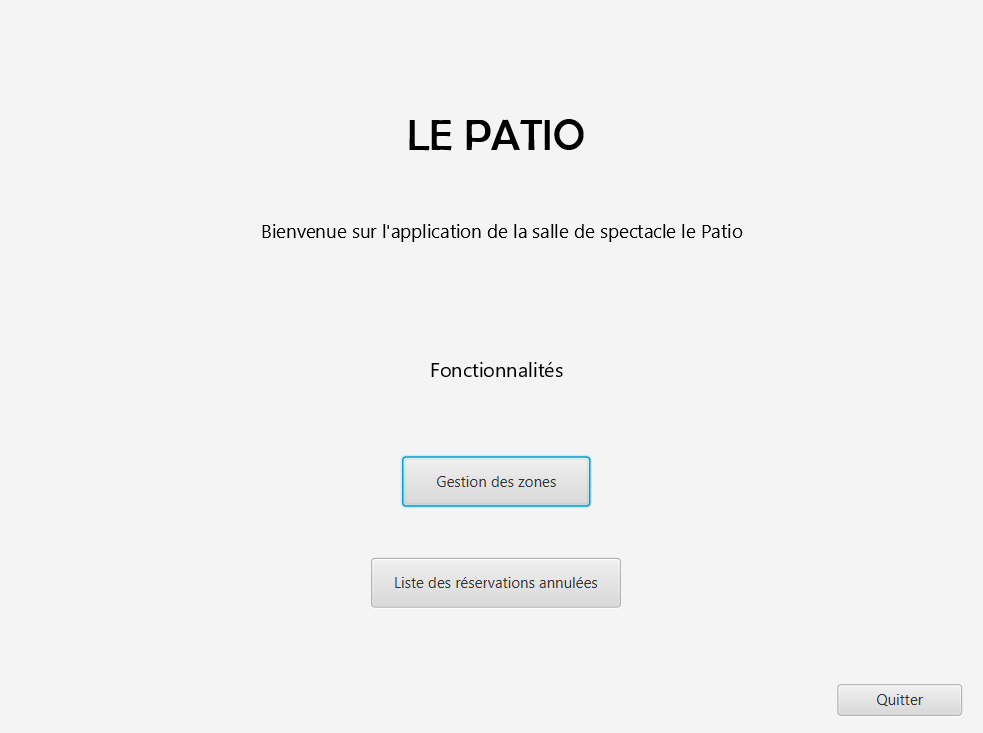 LE PATIO
Bienvenue sur l'application de la salle de spectacle le Patio
Fonctionnalités
Gestion des zones
Liste des réservations annulées
Quitter